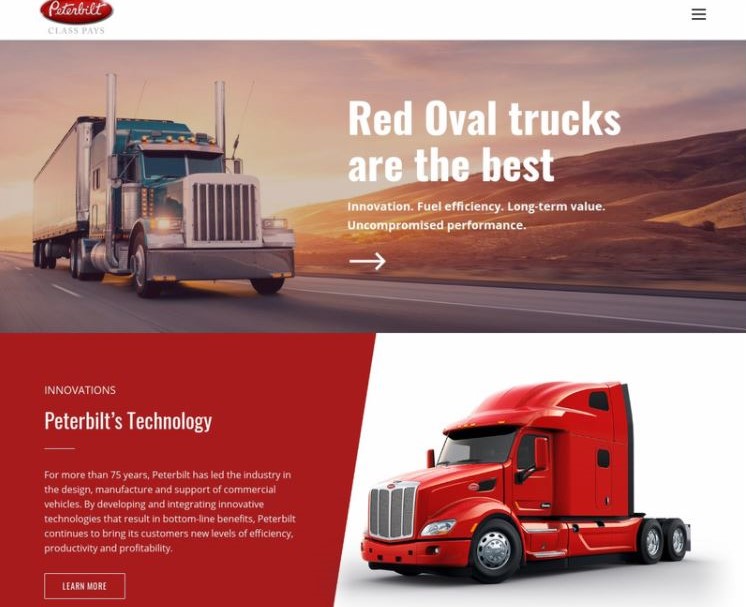 Peterbilt
CLASS PAYS
Red Oval trucks
are the best
Innovation. Fuel efficiency. Long-term value.
Uncompromised performance.
INNOVATIONS
Peterbilt's Technology
For more than 75 years, Peterbilt has led the industry in
the design, manufacture and support of commercial
vehicles. By developing and integrating innovative
technologies that result in bottom-line benefits, Peterbilt
continues to bring its customers new levels of efficiency,
productivity and profitability.
LEARN MORE